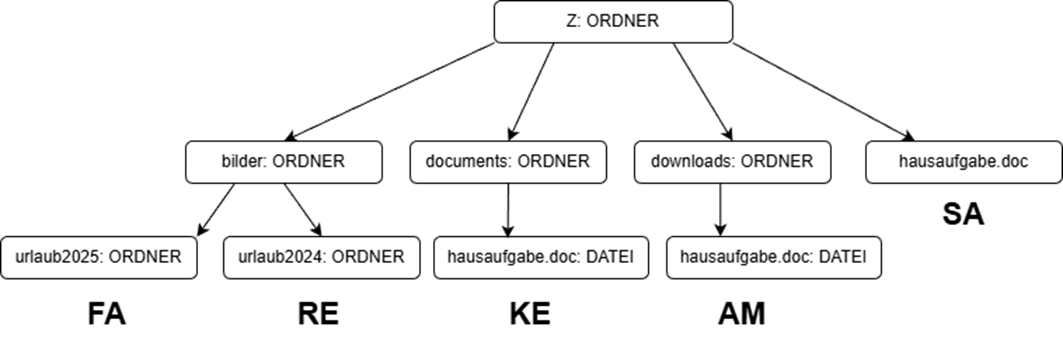 Z: ORDNER
bilder: ORDNER
documents: ORDNER
downloads: ORDNER
hausaufgabe.doc
SA
urlaub2025: ORDNER
urlaub2024: ORDNER
hausaufgabe.doc: DATEI
hausaufgabe.doc: DATEI
FA
RE
KE
AM